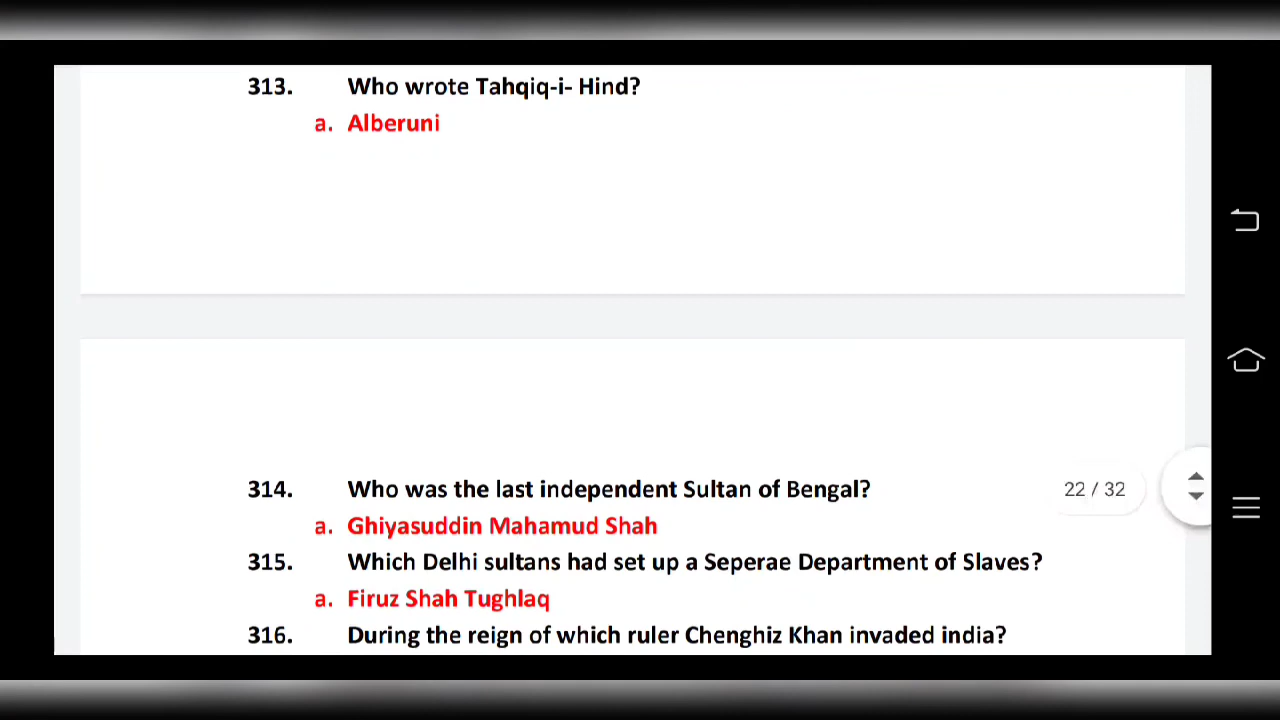 313. Who wrote Tahqiq-i- Hind?
a. Alberuni
314. Who was the last independent Sultan of Bengal?
22 / 32
a. Ghiyasuddin Mahamud Shah
315. Which Delhi sultans had set up a Seperae Department of Slaves?
a. Firuz Shah Tughlaq
316. During the reign of which ruler Chenghiz Khan invaded india?